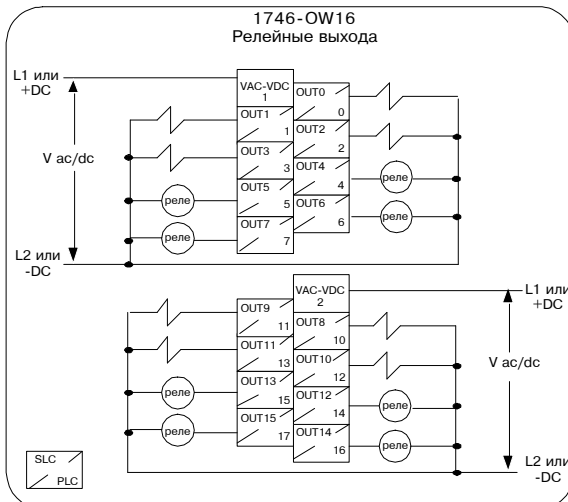 1746-OW16
Релейные выхода
L1 или
+DC
VAC-VDC
1
OUT0
0
OUT1
1
OUT2
2
OUT3
3
OUT4
4
V ac/dc
OUT5
5
реле
реле
OUT6
6
OUT7
7
реле
реле
L2 или
-DC
VAC-VDC
2
L1 или
+DC
OUT9
11
OUT8
10
OUT11
13
OUT10
12
V ac/dc
OUT13
15
реле
OUT12
14
реле
OUT15
17
реле
OUT14
16
реле
SLC
PLC
L2 или
-DC